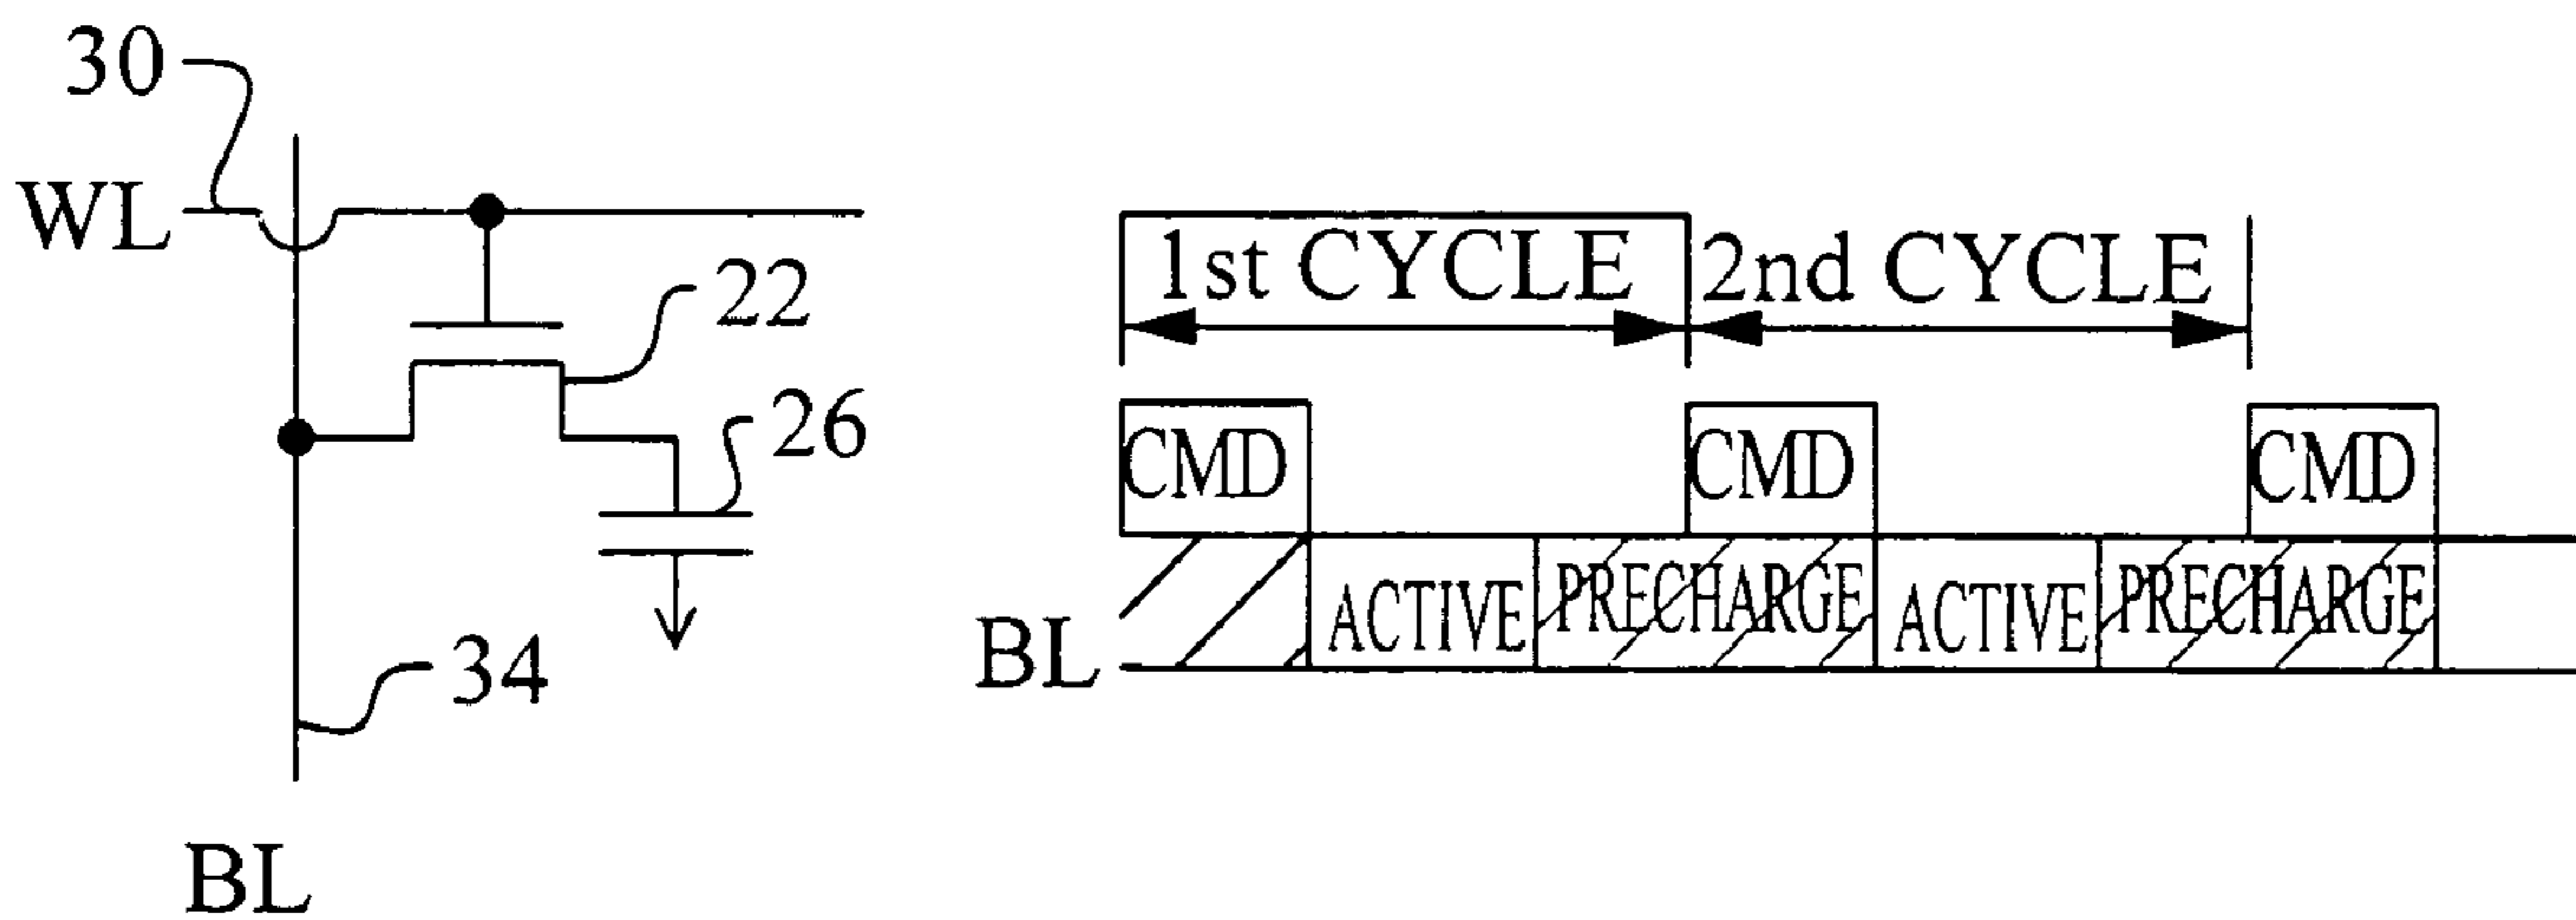 30
WL
22
26
34
BL
1st CYCLE 2nd CYCLE
CMD CMD CMD
BL ACTIVE PRECHARGE ACTIVE PRECHARGE